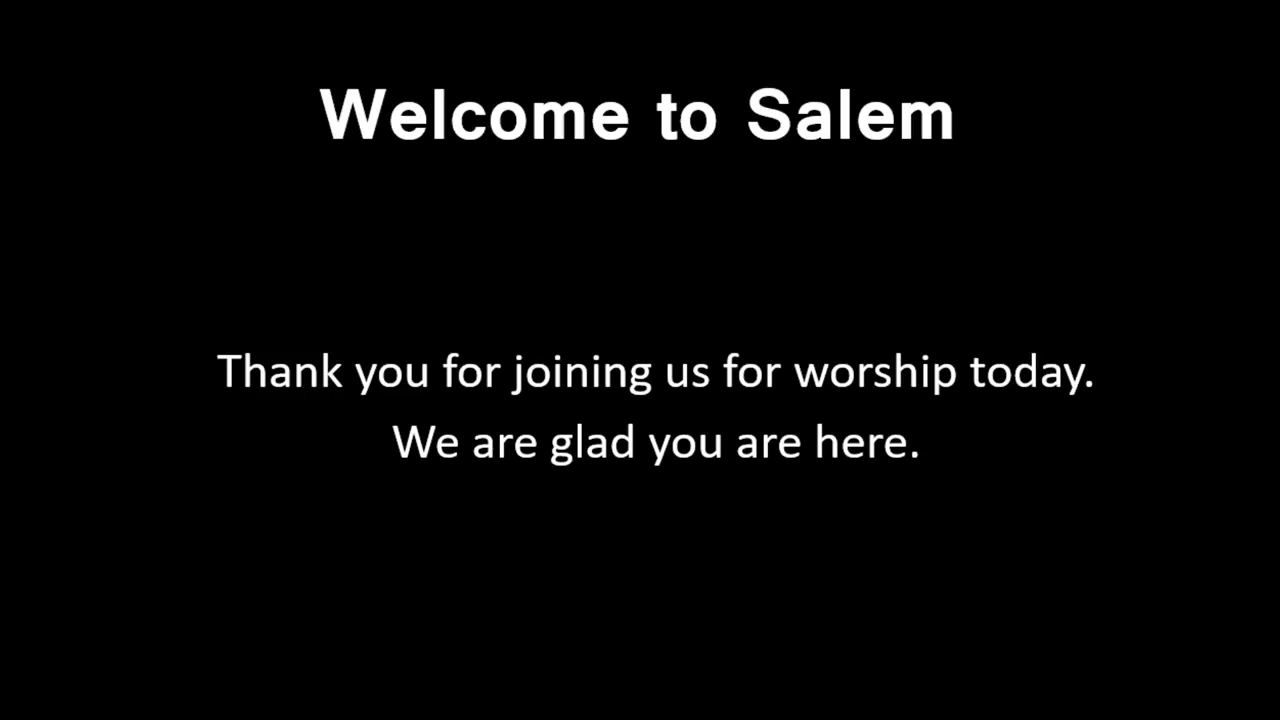 Welcome to Salem
Thank you for joining us for worship today.
We are glad you are here.